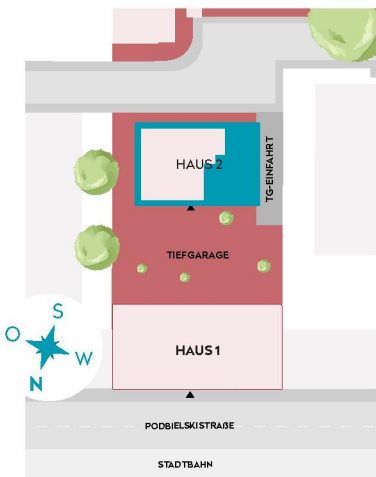 HAUS 2
TG-EINFAHRT
TIEFGARAGE
S
O
W
N
HAUS 1
PODBIELSKISTRAßE
STADTBAHN